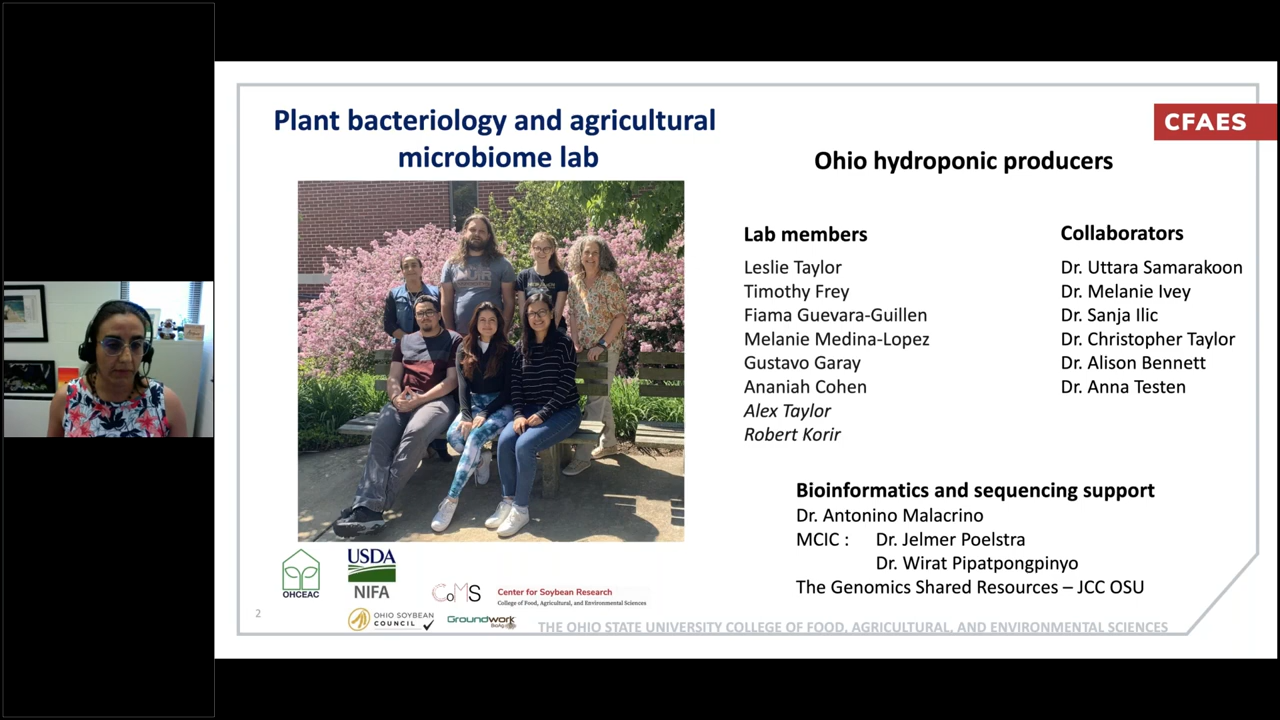 Plant bacteriology and agricultural
microbiome lab
CFAES
Ohio hydroponic producers
Lab members
Leslie Taylor
Timothy Frey
Fiama Guevara-Guillen
Melanie Medina-Lopez
Gustavo Garay
Ananiah Cohen
Alex Taylor
Robert Korir
Collaborators
Dr. Uttara Samarakoon
Dr. Melanie Ivey
Dr. Sanja Ilic
Dr. Christopher Taylor
Dr. Alison Bennett
Dr. Anna Testen
Bioinformatics and sequencing support
Dr. Antonino Malacrino
MCIC : Dr. Jelmer Poelstra
Dr. Wirat Pipatpongpinyo
The Genomics Shared Resources – JCC OSU
OHCEAC
USDA
NIFA
CoMS
Center for Soybean Research
College of Food, Agricultural, and Environmental Sciences
OHIO SOYBEAN
COUNCIL
Groundwork
BioAg
2
THE OHIO STATE UNIVERSITY COLLEGE OF FOOD, AGRICULTURAL, AND ENVIRONMENTAL SCIENCES